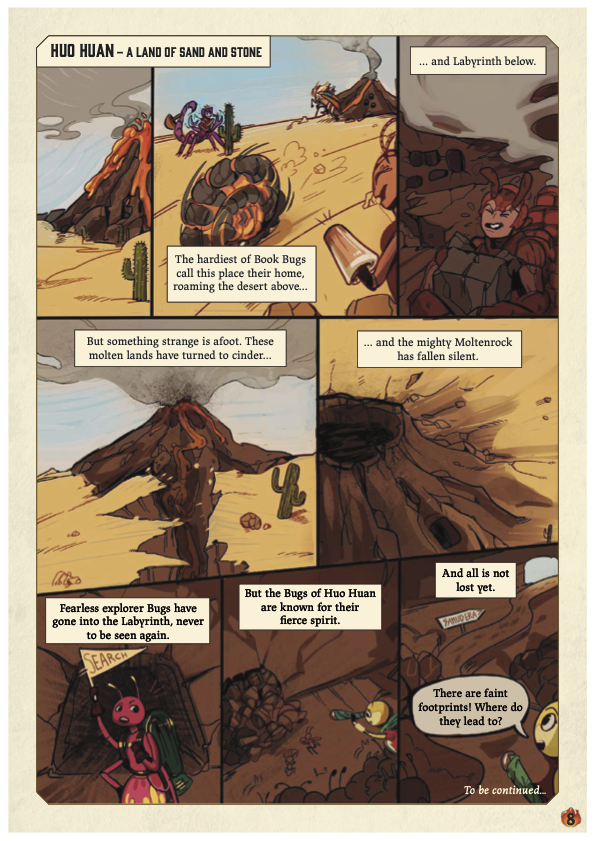 HUO HUAN – A LAND OF SAND AND STONE
The hardiest of Book Bugs
call this place their home,
roaming the desert above...
... and Labyrinth below.
But something strange is afoot. These
molten lands have turned to cinder...
... and the mighty Moltenrock
has fallen silent.
Fearless explorer Bugs have
gone into the Labyrinth, never
to be seen again.
SEARCH
But the Bugs of Huo Huan
are known for their
fierce spirit.
And all is not
lost yet.
There are faint
footprints! Where do
they lead to?
To be continued...
8